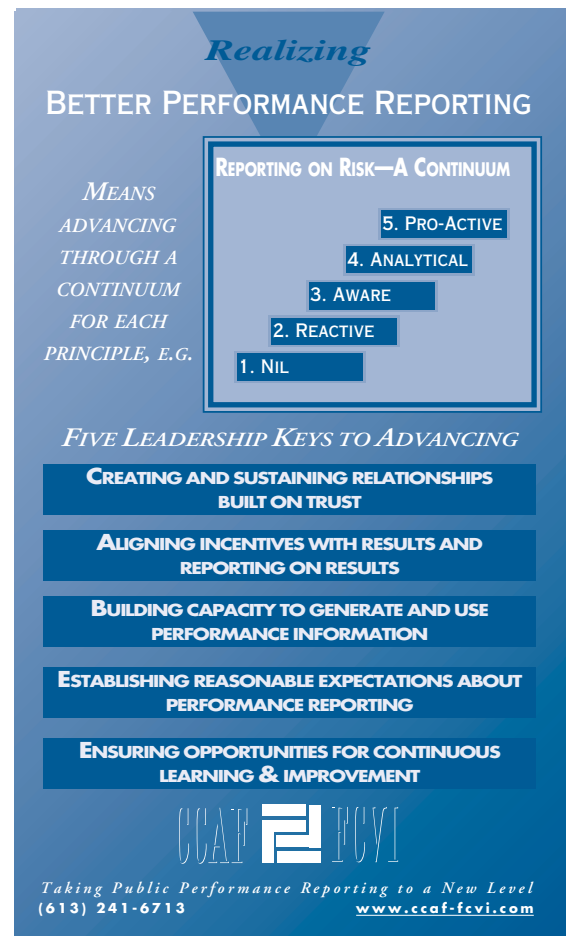 Realizing
BETTER PERFORMANCE REPORTING
MEANS
ADVANCING
THROUGH A
CONTINUUM
FOR EACH
PRINCIPLE, E.G.
REPORTING ON RISK—A CONTINUUM
5. PRO-ACTIVE
4. ANALYTICAL
3. AWARE
2. REACTIVE
1. NIL
FIVE LEADERSHIP KEYS TO ADVANCING
CREATING AND SUSTAINING RELATIONSHIPS
BUILT ON TRUST
ALIGNING INCENTIVES WITH RESULTS AND
REPORTING ON RESULTS
BUILDING CAPACITY TO GENERATE AND USE
PERFORMANCE INFORMATION
ESTABLISHING REASONABLE EXPECTATIONS ABOUT
PERFORMANCE REPORTING
ENSURING OPPORTUNITIES FOR CONTINUOUS
LEARNING & IMPROVEMENT
CCAF FCVI
Taking Public Performance Reporting to a New Level
(613) 241-6713 www.ccaf-fcvi.com